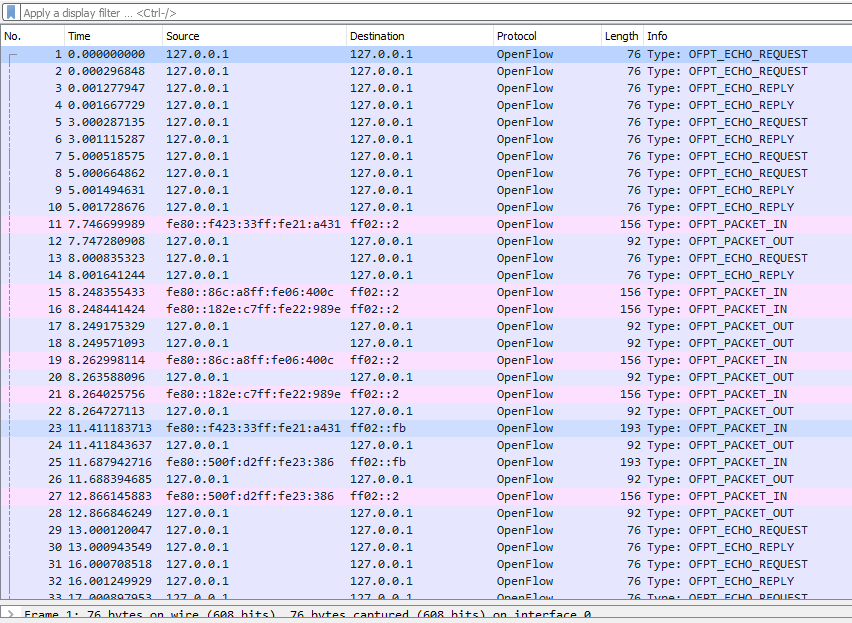 Apply a display filter ... <Ctrl-/>
No. Time Source Destination Protocol Length Info
1 0.000000000 127.0.0.1 127.0.0.1 OpenFlow 76 Type: OFPT_ECHO_REQUEST
2 0.000296848 127.0.0.1 127.0.0.1 OpenFlow 76 Type: OFPT_ECHO_REQUEST
3 0.001277947 127.0.0.1 127.0.0.1 OpenFlow 76 Type: OFPT_ECHO_REPLY
4 0.001667729 127.0.0.1 127.0.0.1 OpenFlow 76 Type: OFPT_ECHO_REPLY
5 3.000287135 127.0.0.1 127.0.0.1 OpenFlow 76 Type: OFPT_ECHO_REQUEST
6 3.001115287 127.0.0.1 127.0.0.1 OpenFlow 76 Type: OFPT_ECHO_REPLY
7 5.000518575 127.0.0.1 127.0.0.1 OpenFlow 76 Type: OFPT_ECHO_REQUEST
8 5.000664862 127.0.0.1 127.0.0.1 OpenFlow 76 Type: OFPT_ECHO_REQUEST
9 5.001494631 127.0.0.1 127.0.0.1 OpenFlow 76 Type: OFPT_ECHO_REPLY
10 5.001728676 127.0.0.1 127.0.0.1 OpenFlow 76 Type: OFPT_ECHO_REPLY
11 7.746699989 fe80::f423:33ff:fe21:a431 ff02::2 OpenFlow 156 Type: OFPT_PACKET_IN
12 7.747280908 127.0.0.1 127.0.0.1 OpenFlow 92 Type: OFPT_PACKET_OUT
13 8.000835323 127.0.0.1 127.0.0.1 OpenFlow 76 Type: OFPT_ECHO_REQUEST
14 8.001641244 127.0.0.1 127.0.0.1 OpenFlow 76 Type: OFPT_ECHO_REPLY
15 8.248355433 fe80::86c:a8ff:fe06:400c ff02::2 OpenFlow 156 Type: OFPT_PACKET_IN
16 8.248441424 fe80::182e:c7ff:fe22:989e ff02::2 OpenFlow 156 Type: OFPT_PACKET_IN
17 8.249175329 127.0.0.1 127.0.0.1 OpenFlow 92 Type: OFPT_PACKET_OUT
18 8.249571093 127.0.0.1 127.0.0.1 OpenFlow 92 Type: OFPT_PACKET_OUT
19 8.262998114 fe80::86c:a8ff:fe06:400c ff02::2 OpenFlow 156 Type: OFPT_PACKET_IN
20 8.263588096 127.0.0.1 127.0.0.1 OpenFlow 92 Type: OFPT_PACKET_OUT
21 8.264025756 fe80::182e:c7ff:fe22:989e ff02::2 OpenFlow 156 Type: OFPT_PACKET_IN
22 8.264727113 127.0.0.1 127.0.0.1 OpenFlow 92 Type: OFPT_PACKET_OUT
23 11.411183713 fe80::f423:33ff:fe21:a431 ff02::fb OpenFlow 193 Type: OFPT_PACKET_IN
24 11.411843637 127.0.0.1 127.0.0.1 OpenFlow 92 Type: OFPT_PACKET_OUT
25 11.687942716 fe80::500f:d2ff:fe23:386 ff02::fb OpenFlow 193 Type: OFPT_PACKET_IN
26 11.688394685 127.0.0.1 127.0.0.1 OpenFlow 92 Type: OFPT_PACKET_OUT
27 12.866145883 fe80::500f:d2ff:fe23:386 ff02::2 OpenFlow 156 Type: OFPT_PACKET_IN
28 12.866846249 127.0.0.1 127.0.0.1 OpenFlow 92 Type: OFPT_PACKET_OUT
29 13.000120047 127.0.0.1 127.0.0.1 OpenFlow 76 Type: OFPT_ECHO_REQUEST
30 13.000943549 127.0.0.1 127.0.0.1 OpenFlow 76 Type: OFPT_ECHO_REPLY
31 16.000708518 127.0.0.1 127.0.0.1 OpenFlow 76 Type: OFPT_ECHO_REQUEST
32 16.001249929 127.0.0.1 127.0.0.1 OpenFlow 76 Type: OFPT_ECHO_REPLY
33 17.000897953 127.0.0.1 127.0.0.1 OpenFlow 76 Type: OFPT_ECHO_REQUEST
Frame 1: 76 bytes on wire (608 bits), 76 bytes captured (608 bits) on interface 0